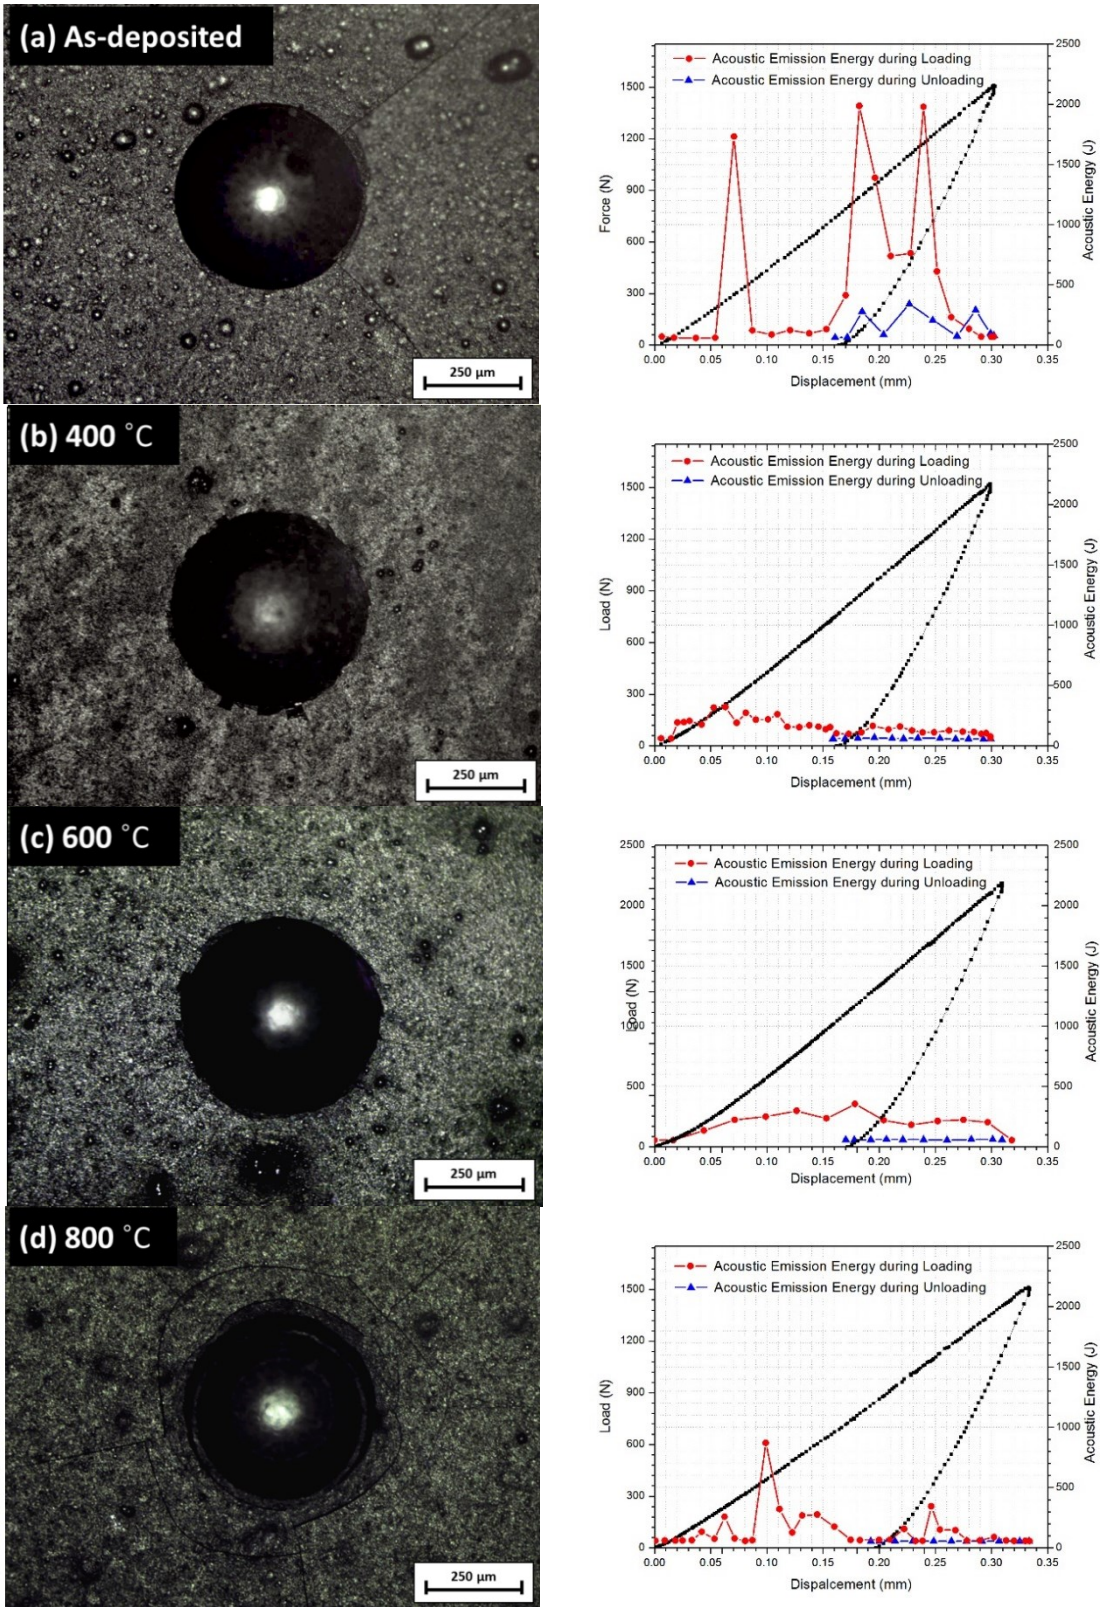 (a) As-deposited
250 µm
Acoustic Emission Energy during Loading
Acoustic Emission Energy during Unloading
Force (N)
Acoustic Energy (J)
1500
1200
900
600
300
0
2500
2000
1500
1000
500
0
0.00 0.05 0.10 0.15 0.20 0.25 0.30 0.35
Displacement (mm)
(b) 400 °C
250 µm
Acoustic Emission Energy during Loading
Acoustic Emission Energy during Unloading
Load (N)
Acoustic Energy (J)
1500
1200
900
600
300
0
2500
2000
1500
1000
500
0
0.00 0.05 0.10 0.15 0.20 0.25 0.30 0.35
Displacement (mm)
(c) 600 °C
250 µm
Acoustic Emission Energy during Loading
Acoustic Emission Energy during Unloading
Load (N)
Acoustic Energy (J)
2500
2000
1500
1000
500
0
2500
2000
1500
1000
500
0
0.00 0.05 0.10 0.15 0.20 0.25 0.30 0.35
Displacement (mm)
(d) 800 °C
250 µm
Acoustic Emission Energy during Loading
Acoustic Emission Energy during Unloading
Load (N)
Acoustic Energy (J)
1500
1200
900
600
300
0
2500
2000
1500
1000
500
0
0.00 0.05 0.10 0.15 0.20 0.25 0.30 0.35
Dispalcement (mm)